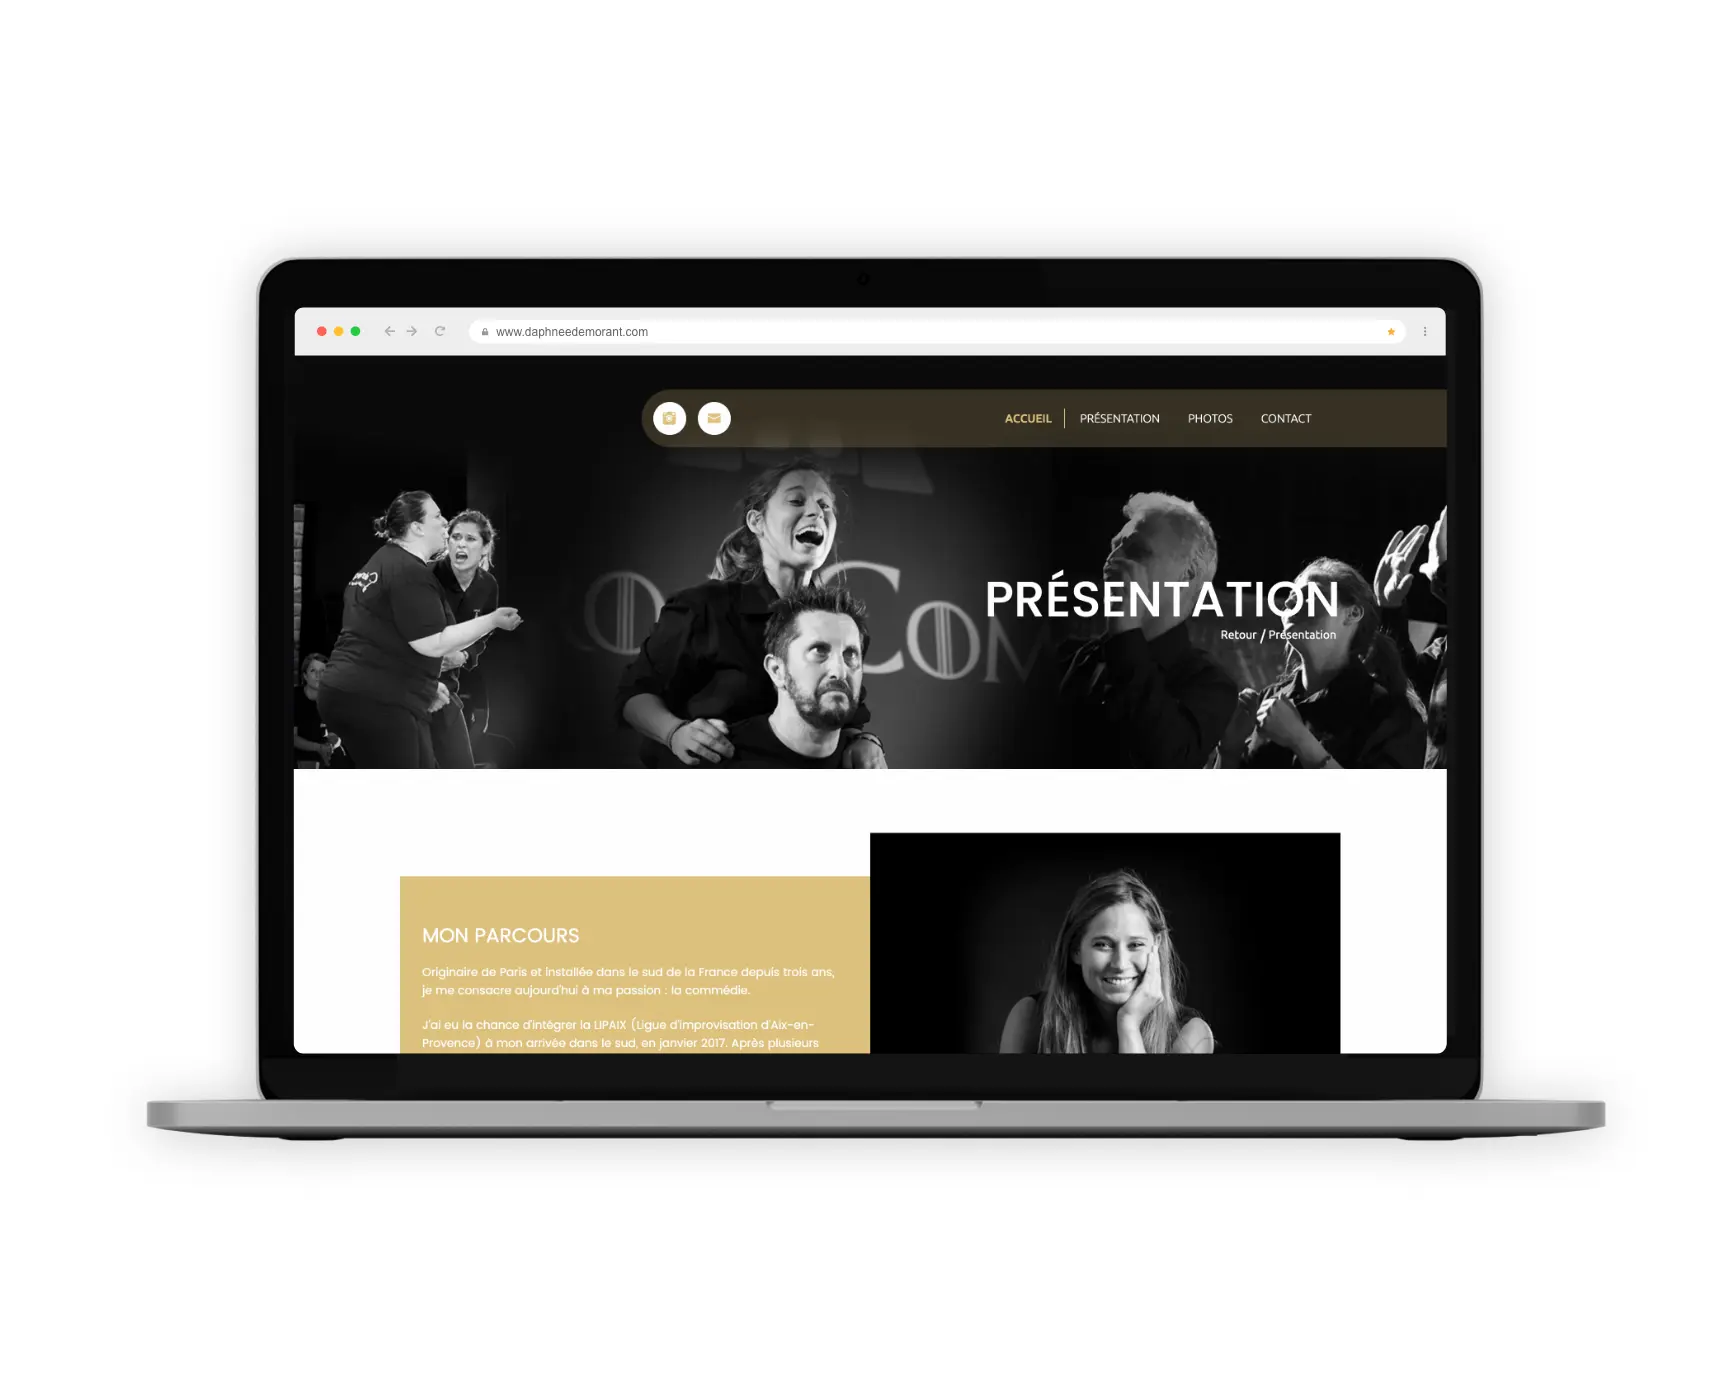 www.daphneedemorant.com
ACCUEIL PRÉSENTATION PHOTOS CONTACT
PRÉSENTATION
Retour / Présentation
MON PARCOURS
Originaire de Paris et installée dans le sud de la France depuis trois ans,
je me consacre aujourd'hui à ma passion : la commédie.
J'ai eu la chance d'intégrer la LIPAIX (Ligue d'improvisation d'Aix-en-
Provence) à mon arrivée dans le sud, en janvier 2017. Après plusieurs